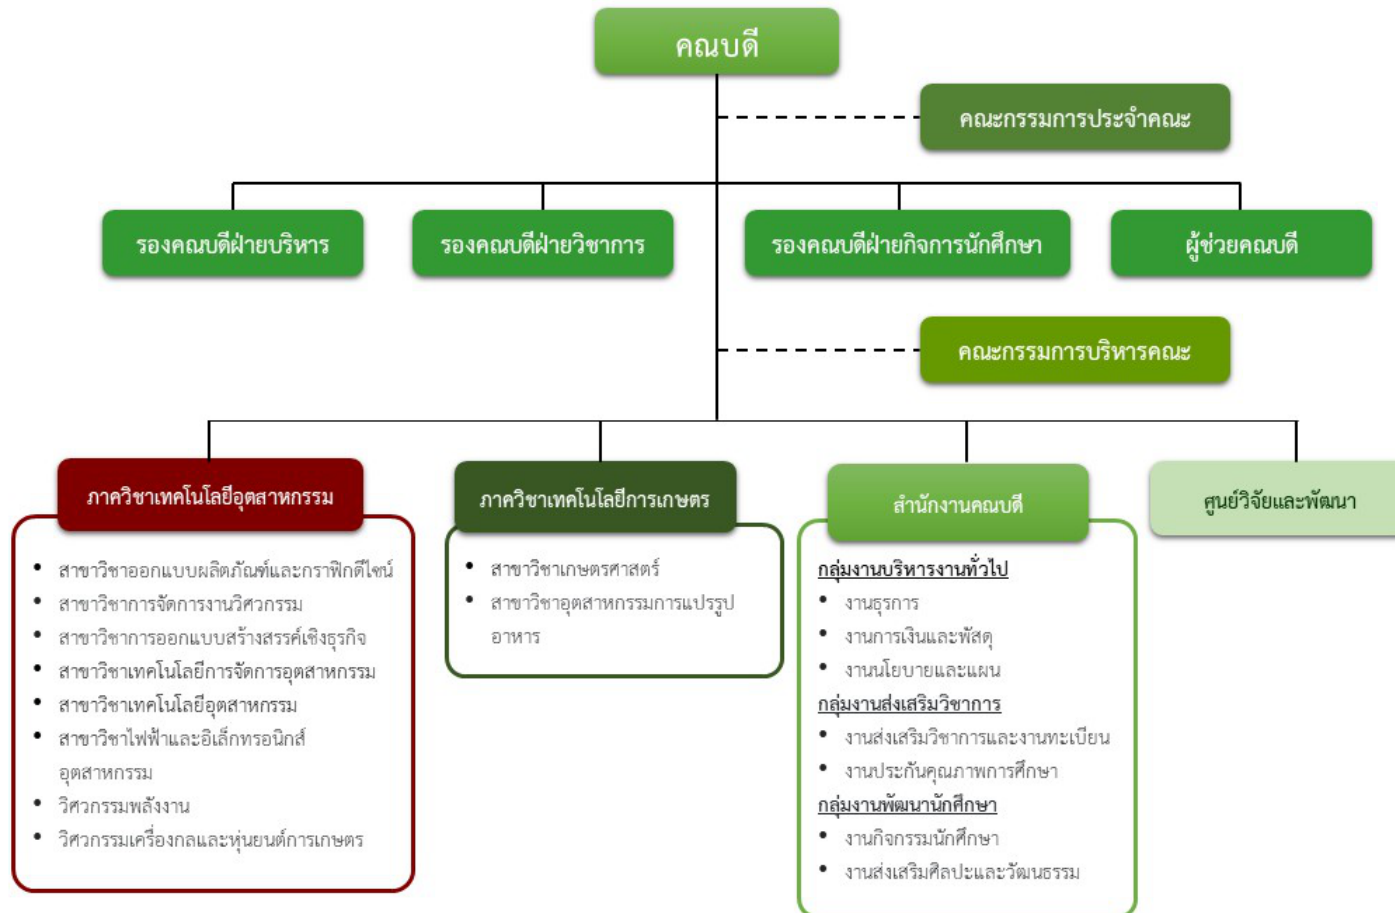 คณบดี
คณะกรรมการประจำคณะ
รองคณบดีฝ่ายบริหาร
รองคณบดีฝ่ายวิชาการ
รองคณบดีฝ่ายกิจการนักศึกษา
ผู้ช่วยคณบดี
คณะกรรมการบริหารคณะ
ภาควิชาเทคโนโลยีอุตสาหกรรม
• สาขาวิชาออกแบบผลิตภัณฑ์และกราฟิกดีไซน์
• สาขาวิชาการจัดการงานวิศวกรรม
• สาขาวิชาการออกแบบสร้างสรรค์เชิงธุรกิจ
• สาขาวิชาเทคโนโลยีการจัดการอุตสาหกรรม
• สาขาวิชาเทคโนโลยีอุตสาหกรรม
• สาขาวิชาไฟฟ้าและอิเล็กทรอนิกส์
อุตสาหกรรม
• วิศวกรรมพลังงาน
• วิศวกรรมเครื่องกลและหุ่นยนต์การเกษตร
ภาควิชาเทคโนโลยีการเกษตร
• สาขาวิชาเกษตรศาสตร์
• สาขาวิชาอุตสาหกรรมการแปรรูป
อาหาร
สำนักงานคณบดี
กลุ่มงานบริหารงานทั่วไป
• งานธุรการ
• งานการเงินและพัสดุ
• งานนโยบายและแผน
กลุ่มงานส่งเสริมวิชาการ
• งานส่งเสริมวิชาการและงานทะเบียน
• งานประกันคุณภาพการศึกษา
กลุ่มงานพัฒนานักศึกษา
• งานกิจกรรมนักศึกษา
• งานส่งเสริมศิลปะและวัฒนธรรม
ศูนย์วิจัยและพัฒนา